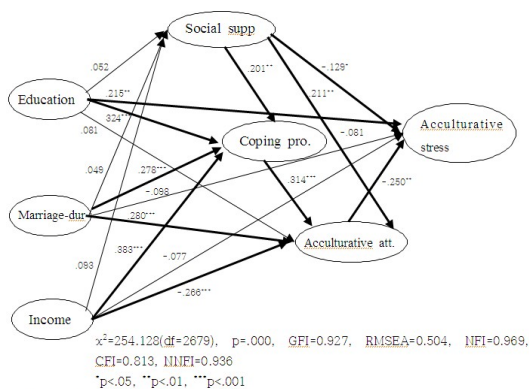 Social supp
.052
.201**
-.129*
.215**
.211**
Education
.324***
.081
-.081
Acculturative
stress
Coping pro.
.049
.278***
-.098
.314***
-.250**
Marriage-dur
.280***
Acculturative att.
.383***
-.077
.093
-.266***
Income
x²=254.128(df=2679), p=.000, GFI=0.927, RMSEA=0.504, NFI=0.969,
CFI=0.813, NNFI=0.936
*p<.05, **p<.01, ***p<.001